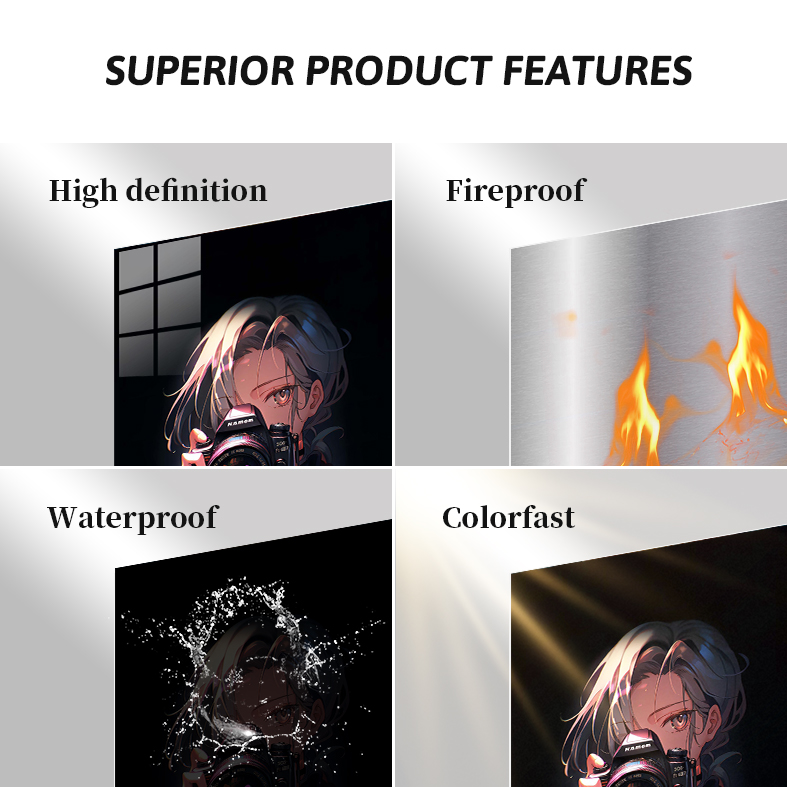 SUPERIOR PRODUCT FEATURES
High definition
Fireproof
Waterproof
Colorfast